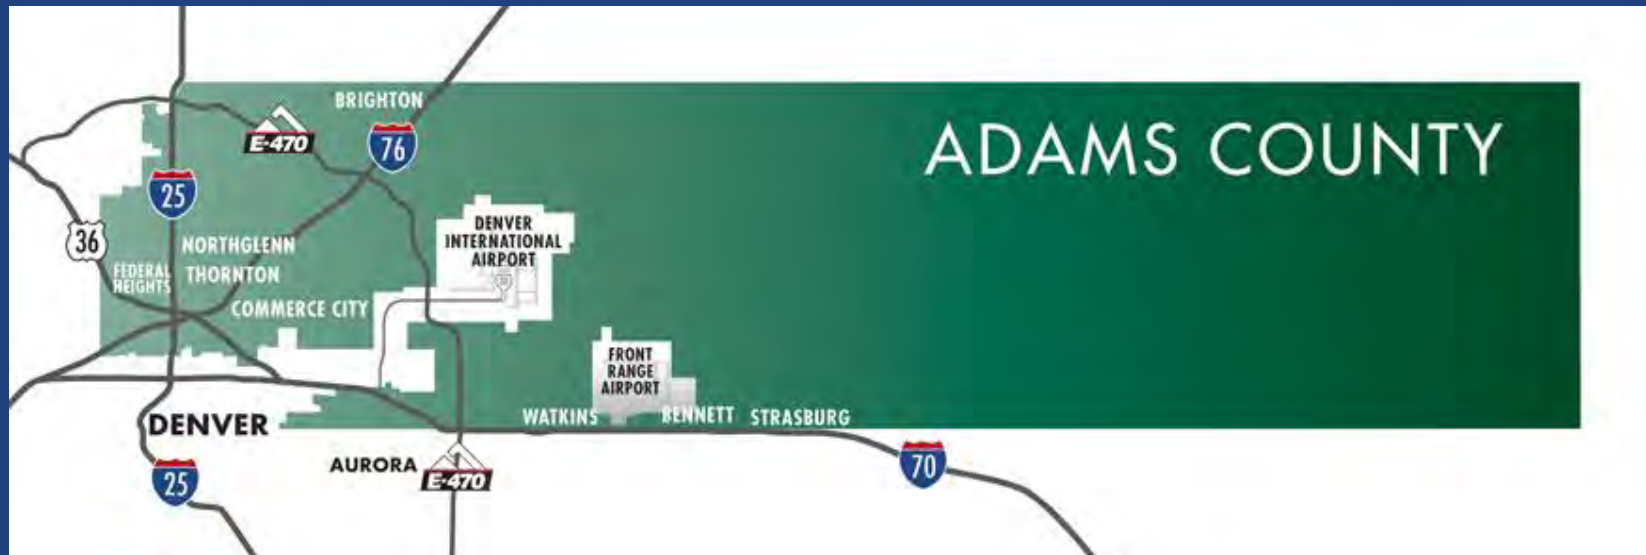 BRIGHTON
E-470
76
ADAMS COUNTY
25
36
DENVER
INTERNATIONAL
AIRPORT
NORTHGLENN
FEDERAL
HEIGHTS
THORNTON
COMMERCE CITY
FRONT
RANGE
AIRPORT
WATKINS
BENNETT
STRASBURG
DENVER
AURORA
E-470
25
70